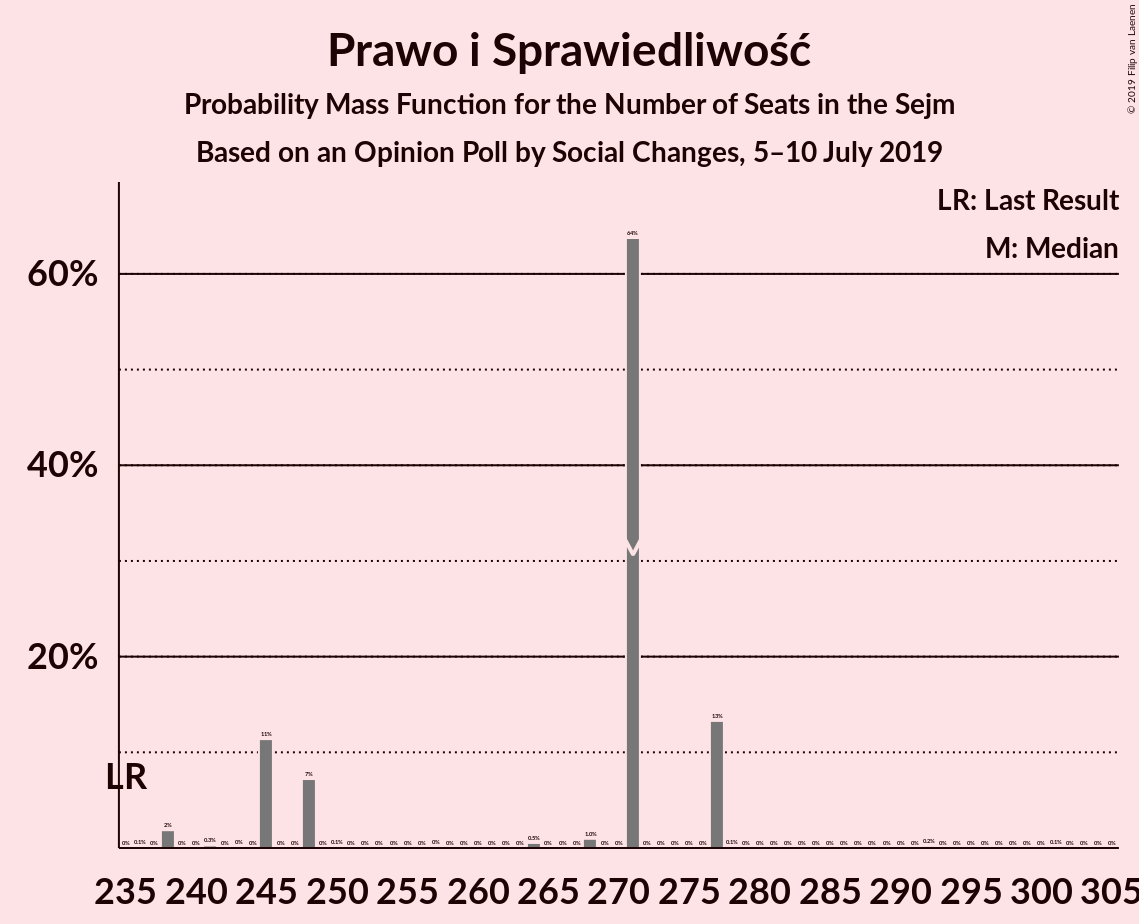 Prawo i Sprawiedliwość
Probability Mass Function for the Number of Seats in the Sejm
Based on an Opinion Poll by Social Changes, 5–10 July 2019
© 2019 Filip van Laenen
LR: Last Result
M: Median
60%
40%
20%
64%
13%
11%
7%
2%
1.0%
0.5%
0.3%
0.2%
0.1%
0%
LR
M
235 240 245 250 255 260 265 270 275 280 285 290 295 300 305